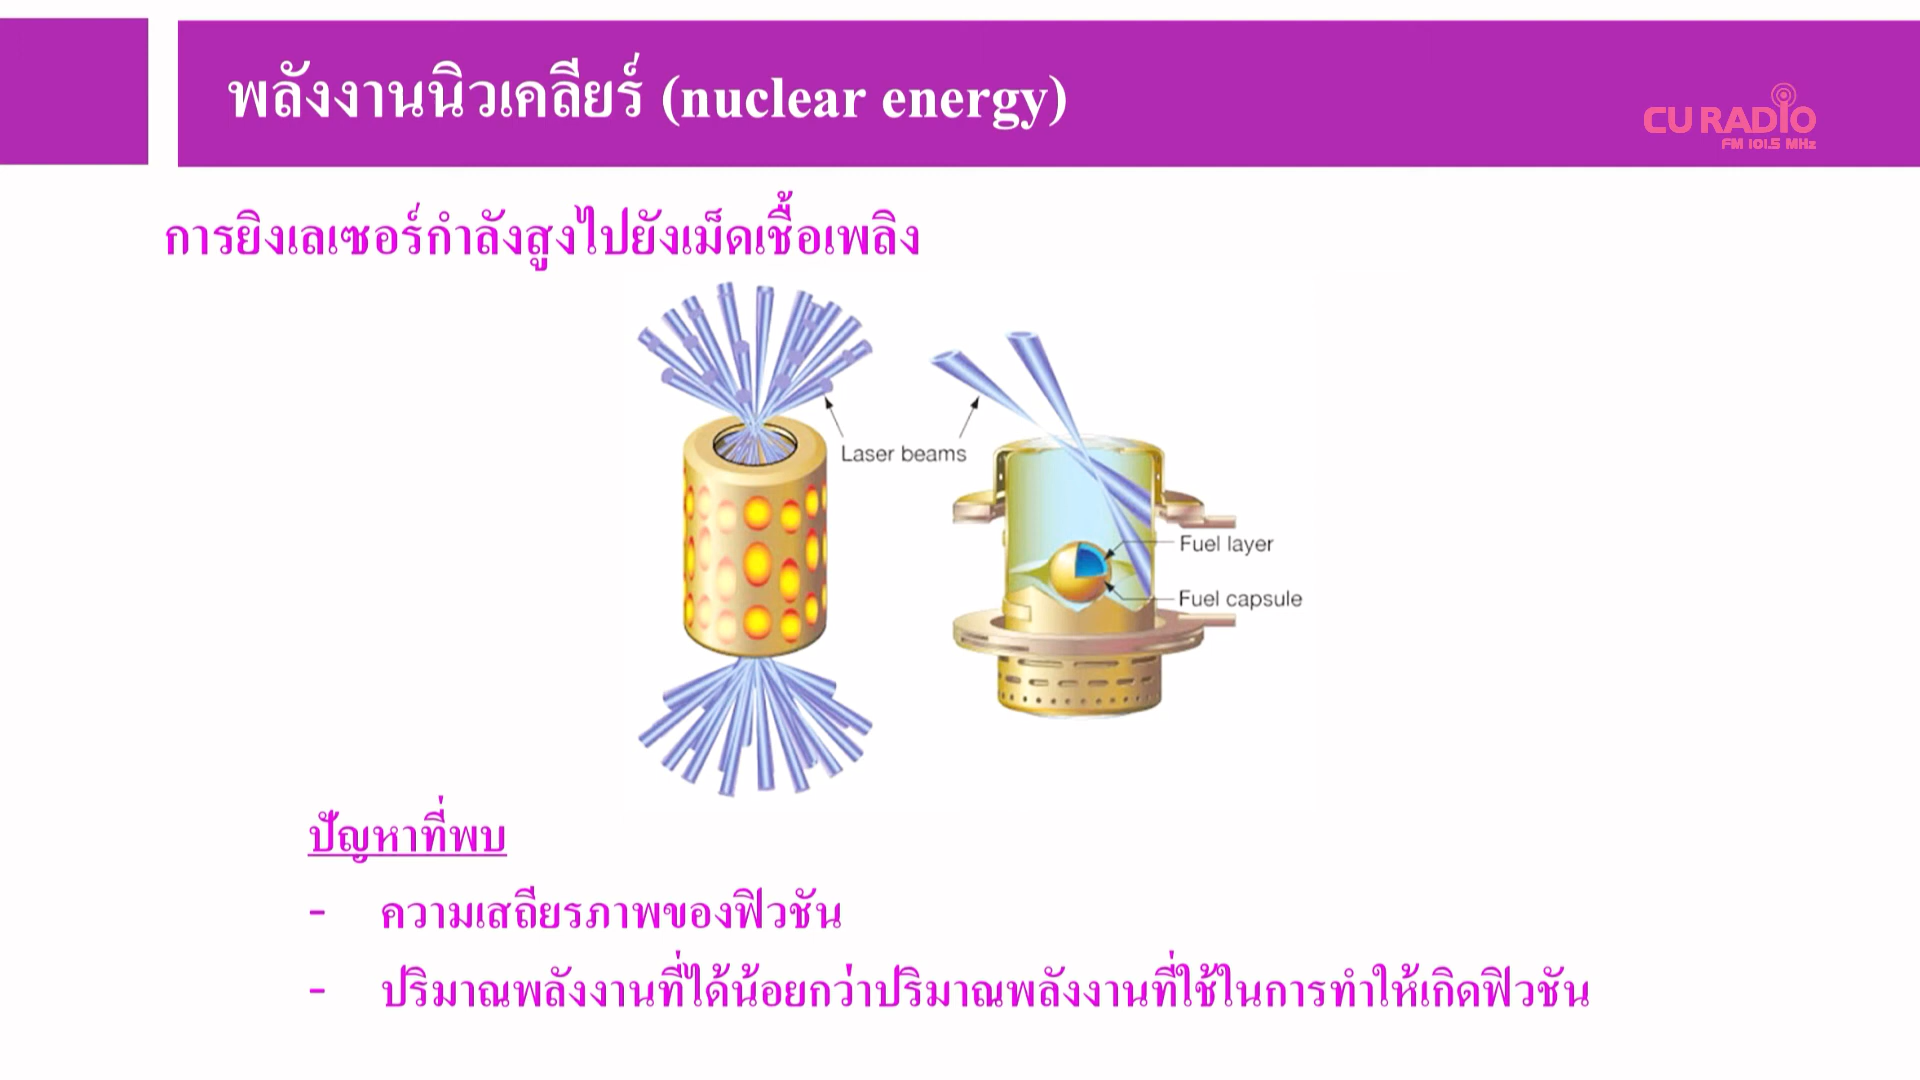 พลังงานนิวเคลียร์ (nuclear energy)
CU RADIO
FM 101.5 MHz
การยิงเลเซอร์กำลังสูงไปยังเม็ดเชื้อเพลิง
Laser beams
Fuel layer
Fuel capsule
ปัญหาที่พบ
- ความเสถียรภาพของฟิวชัน
- ปริมาณพลังงานที่ได้น้อยกว่าปริมาณพลังงานที่ใช้ในการทำให้เกิดฟิวชัน